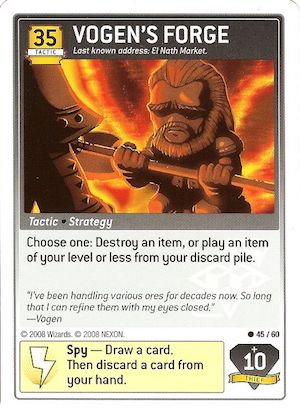 35
TACTIC
VOGEN'S FORGE
Last known address: El Nath Market.
Tactic • Strategy
Choose one: Destroy an item, or play an item
of your level or less from your discard pile.
"I've been handling various ores for decades now. So long
that I can refine them with my eyes closed."
—Vogen
© 2008 Wizards. © 2008 NEXON.
● 45 / 60
Spy — Draw a card.
Then discard a card from
your hand.
+
10
THIEF